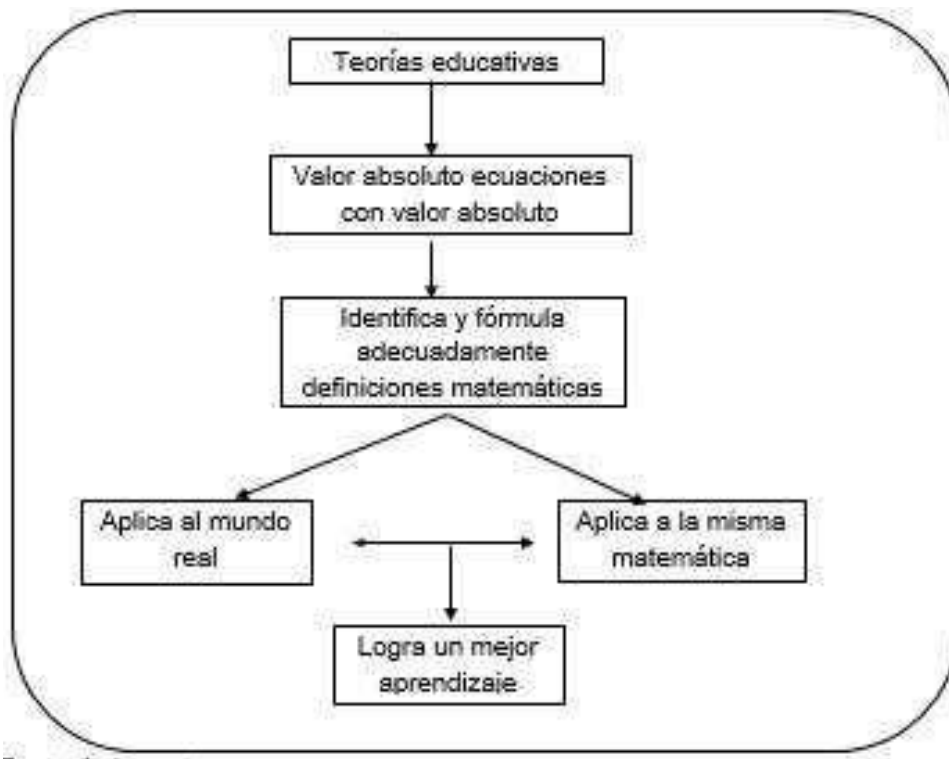 Teorías educativas
Valor absoluto ecuaciones
con valor absoluto
Identifica y fórmula
adecuadamente
definiciones matemáticas
Aplica al mundo
real
Aplica a la misma
matemática
Logra un mejor
aprendizaje